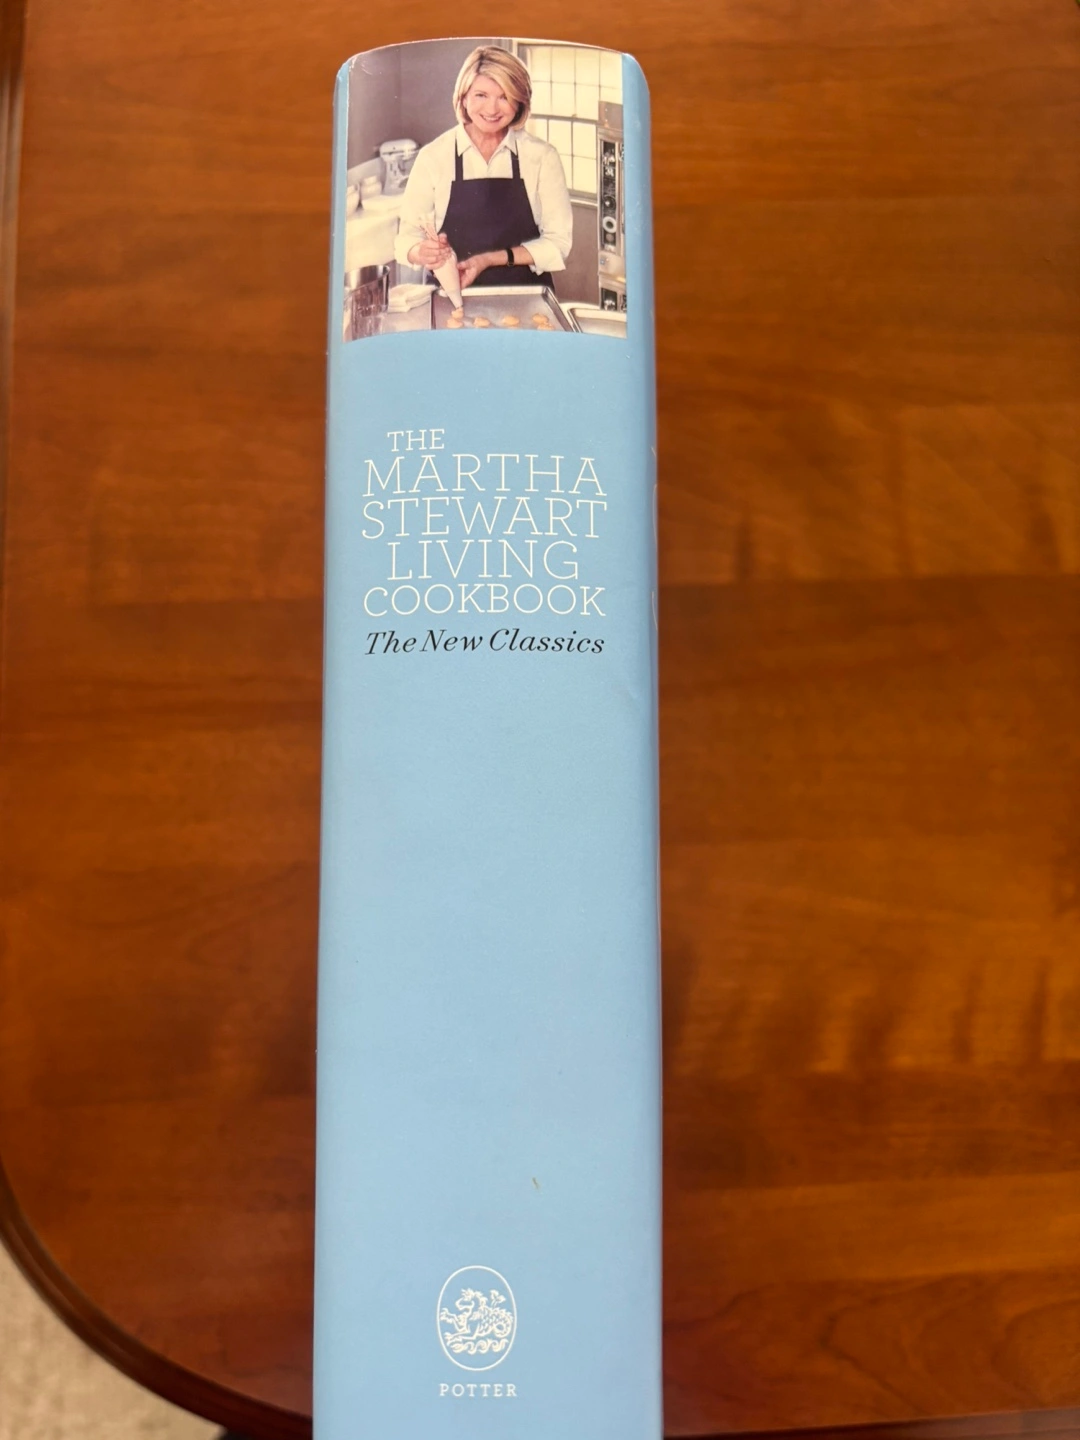 THE
MARTHA
STEWART
LIVING
COOKBOOK
The New Classics
POTTER